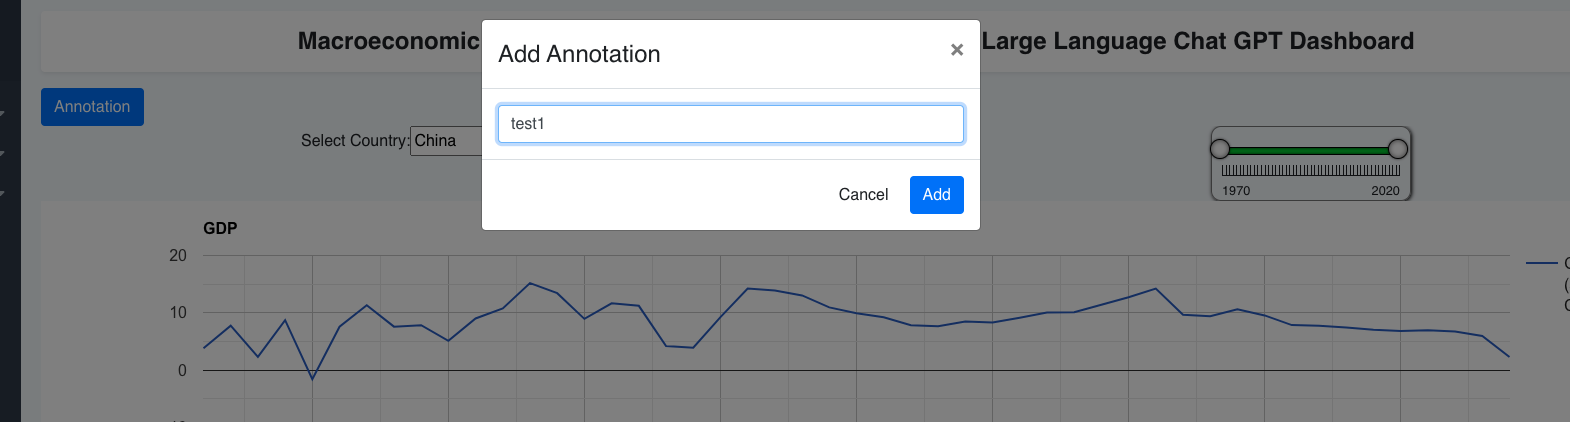 Macroeconomic
Large Language Chat GPT Dashboard
Add Annotation
×
Annotation
test1
Select Country:
China
Cancel
Add
1970
2020
GDP
20
10
0